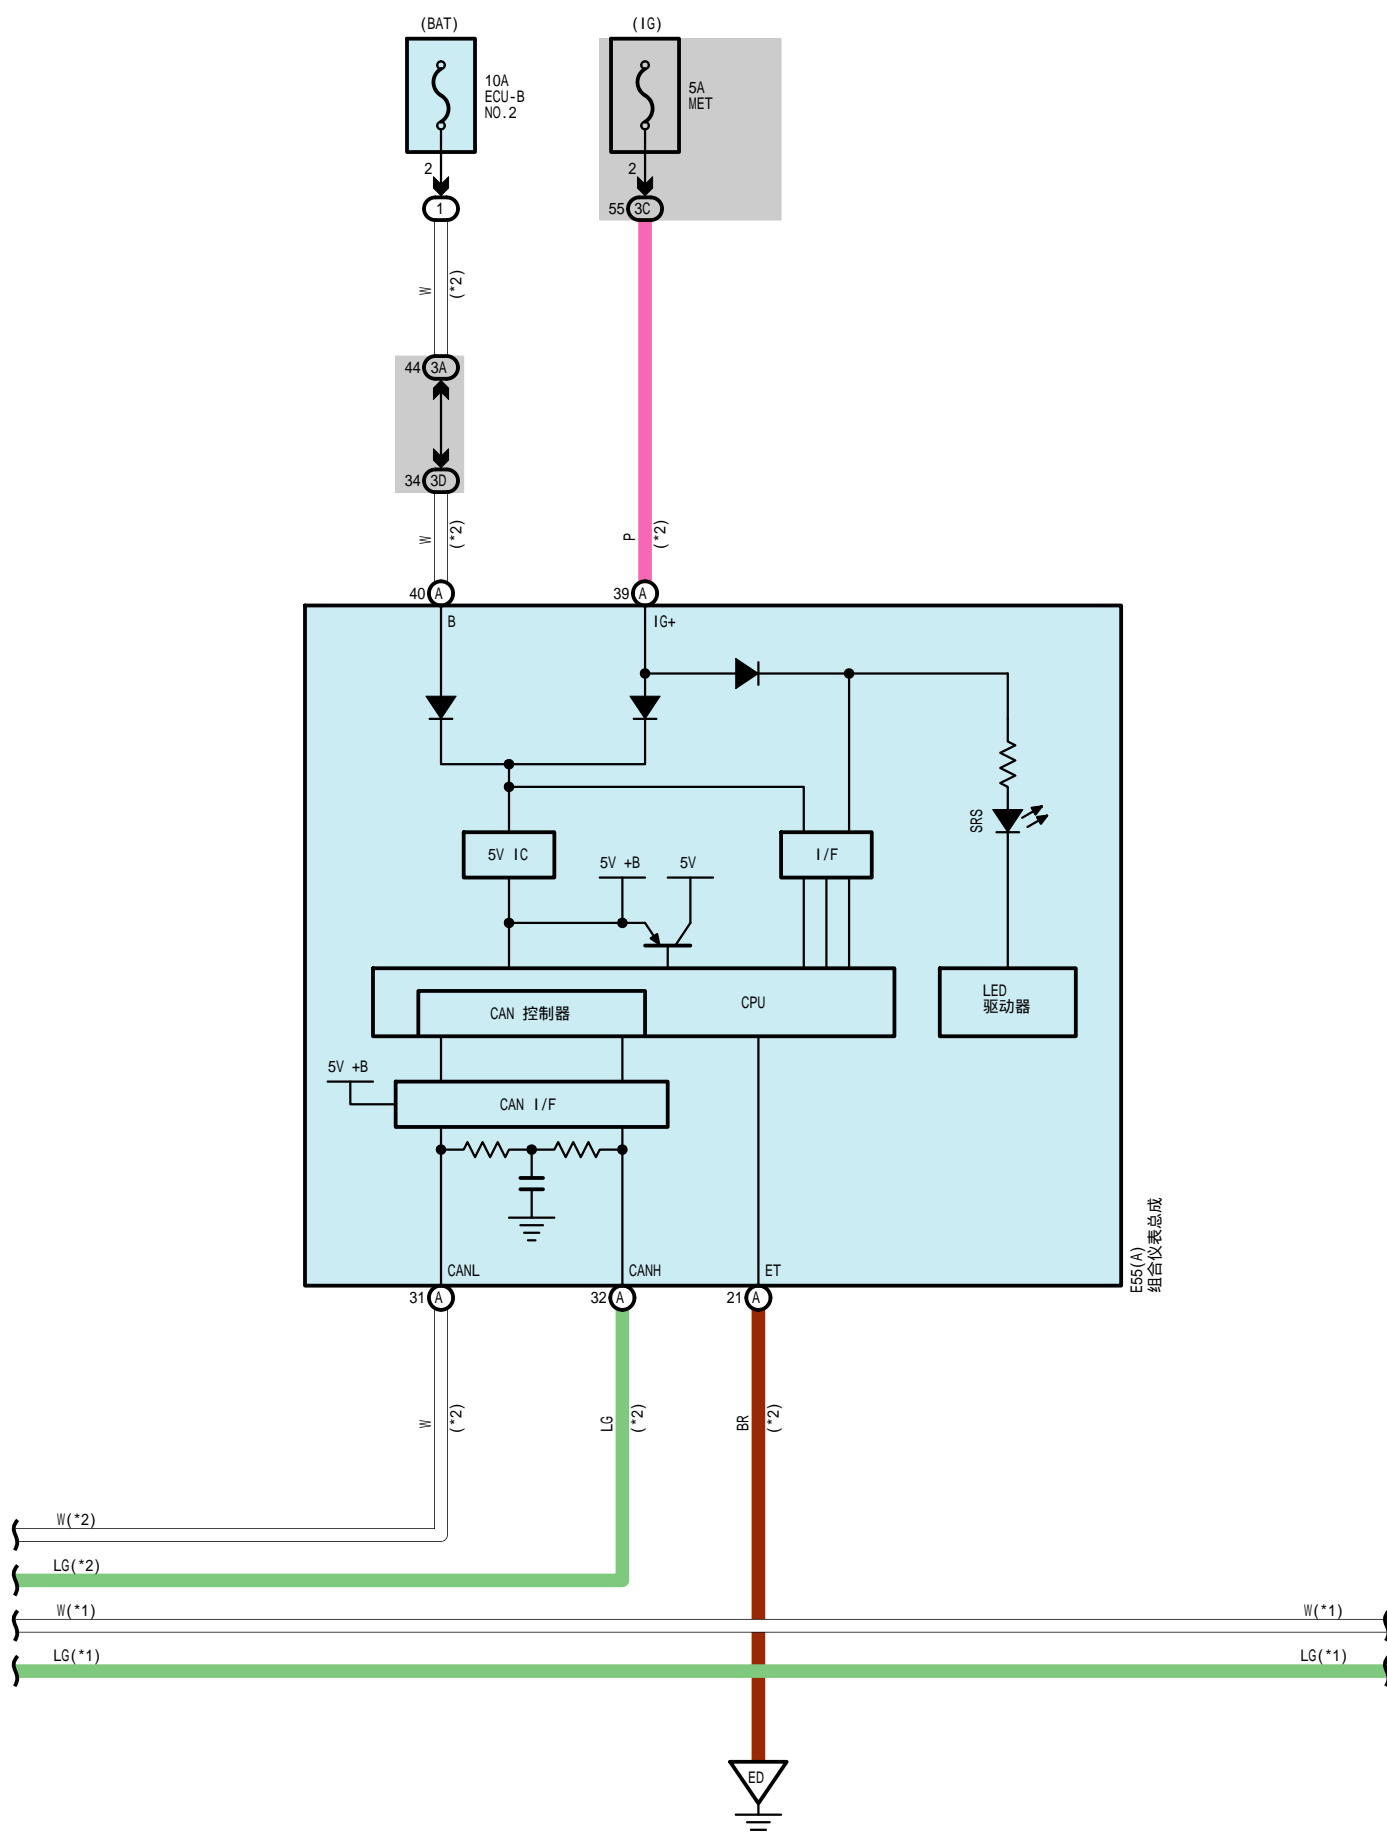 (BAT)
(IG)
10A
ECU-B
NO.2
5A
MET
2
2
1
55 3C
W
(*2)
44 3A
34 3D
W
(*2)
P
(*2)
40 A
39 A
B
IG+
SRS
5V IC
5V +B
5V
I/F
CPU
CAN 控制器
LED
驱动器
5V +B
CAN I/F
CANL
CANH
ET
E55(A)
组合仪表总成
31 A
32 A
21 A
W
(*2)
LG
(*2)
BR
(*2)
W(*2)
LG(*2)
W(*1)
W(*1)
LG(*1)
LG(*1)
ED